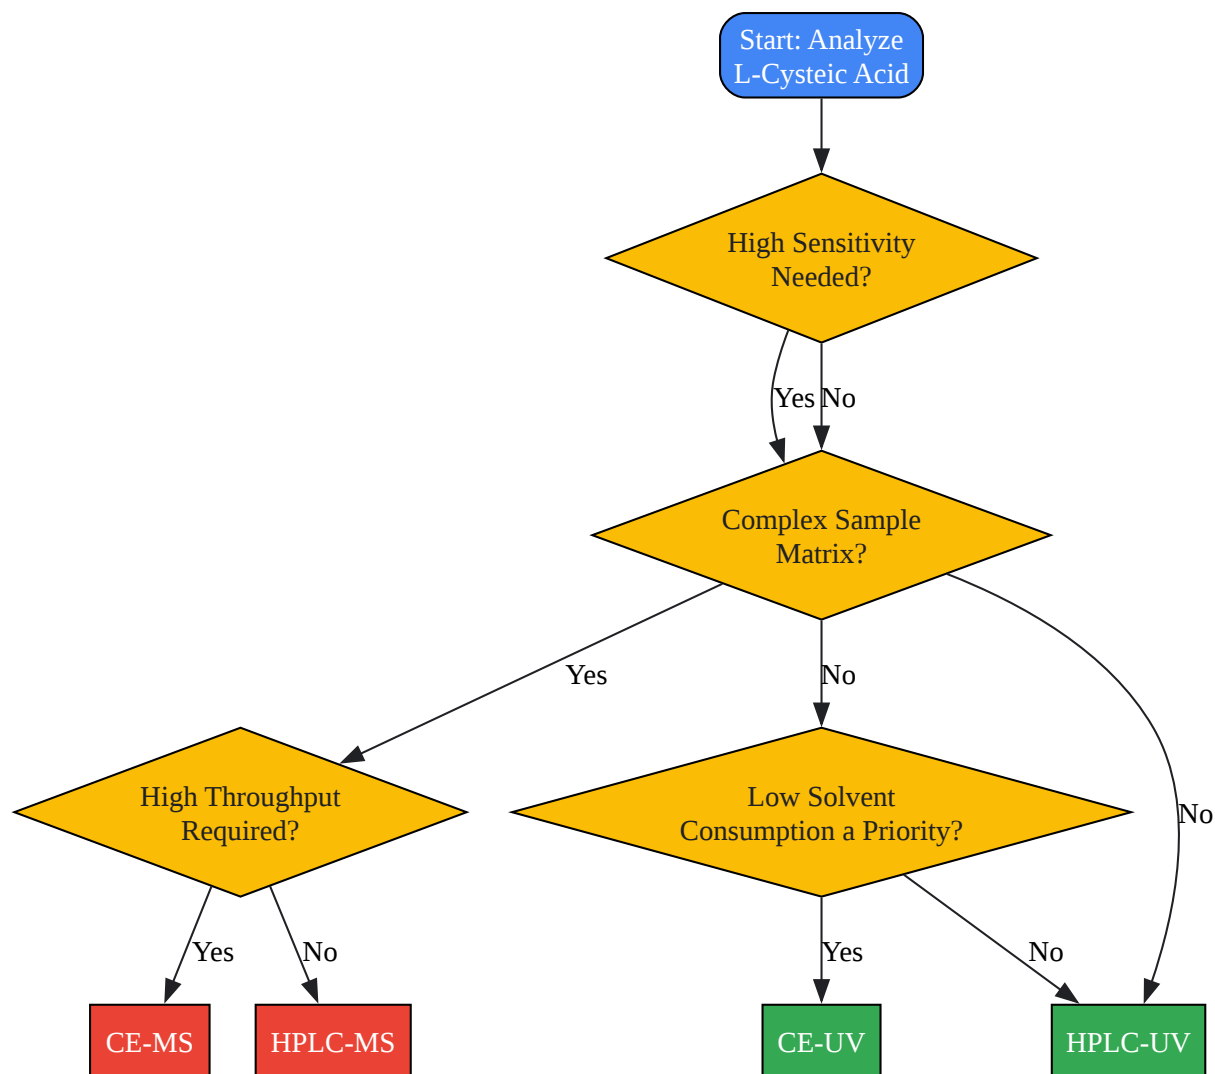 Start: Analyze
L-Cysteic Acid
High Sensitivity
Needed?
Yes
No
Complex Sample
Matrix?
Yes
No
No
High Throughput
Required?
Low Solvent
Consumption a Priority?
Yes
No
Yes
No
CE-MS
HPLC-MS
CE-UV
HPLC-UV